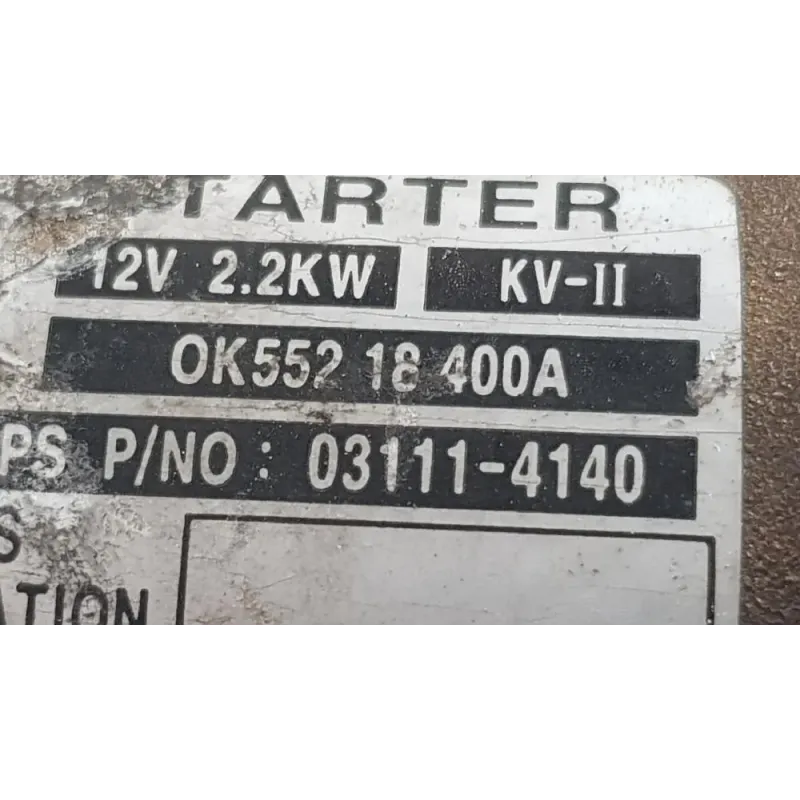 TARTER
12V 2.2KW KV-II
OK552 18 400A
PS P/NO : 03111-4140
S
ATION